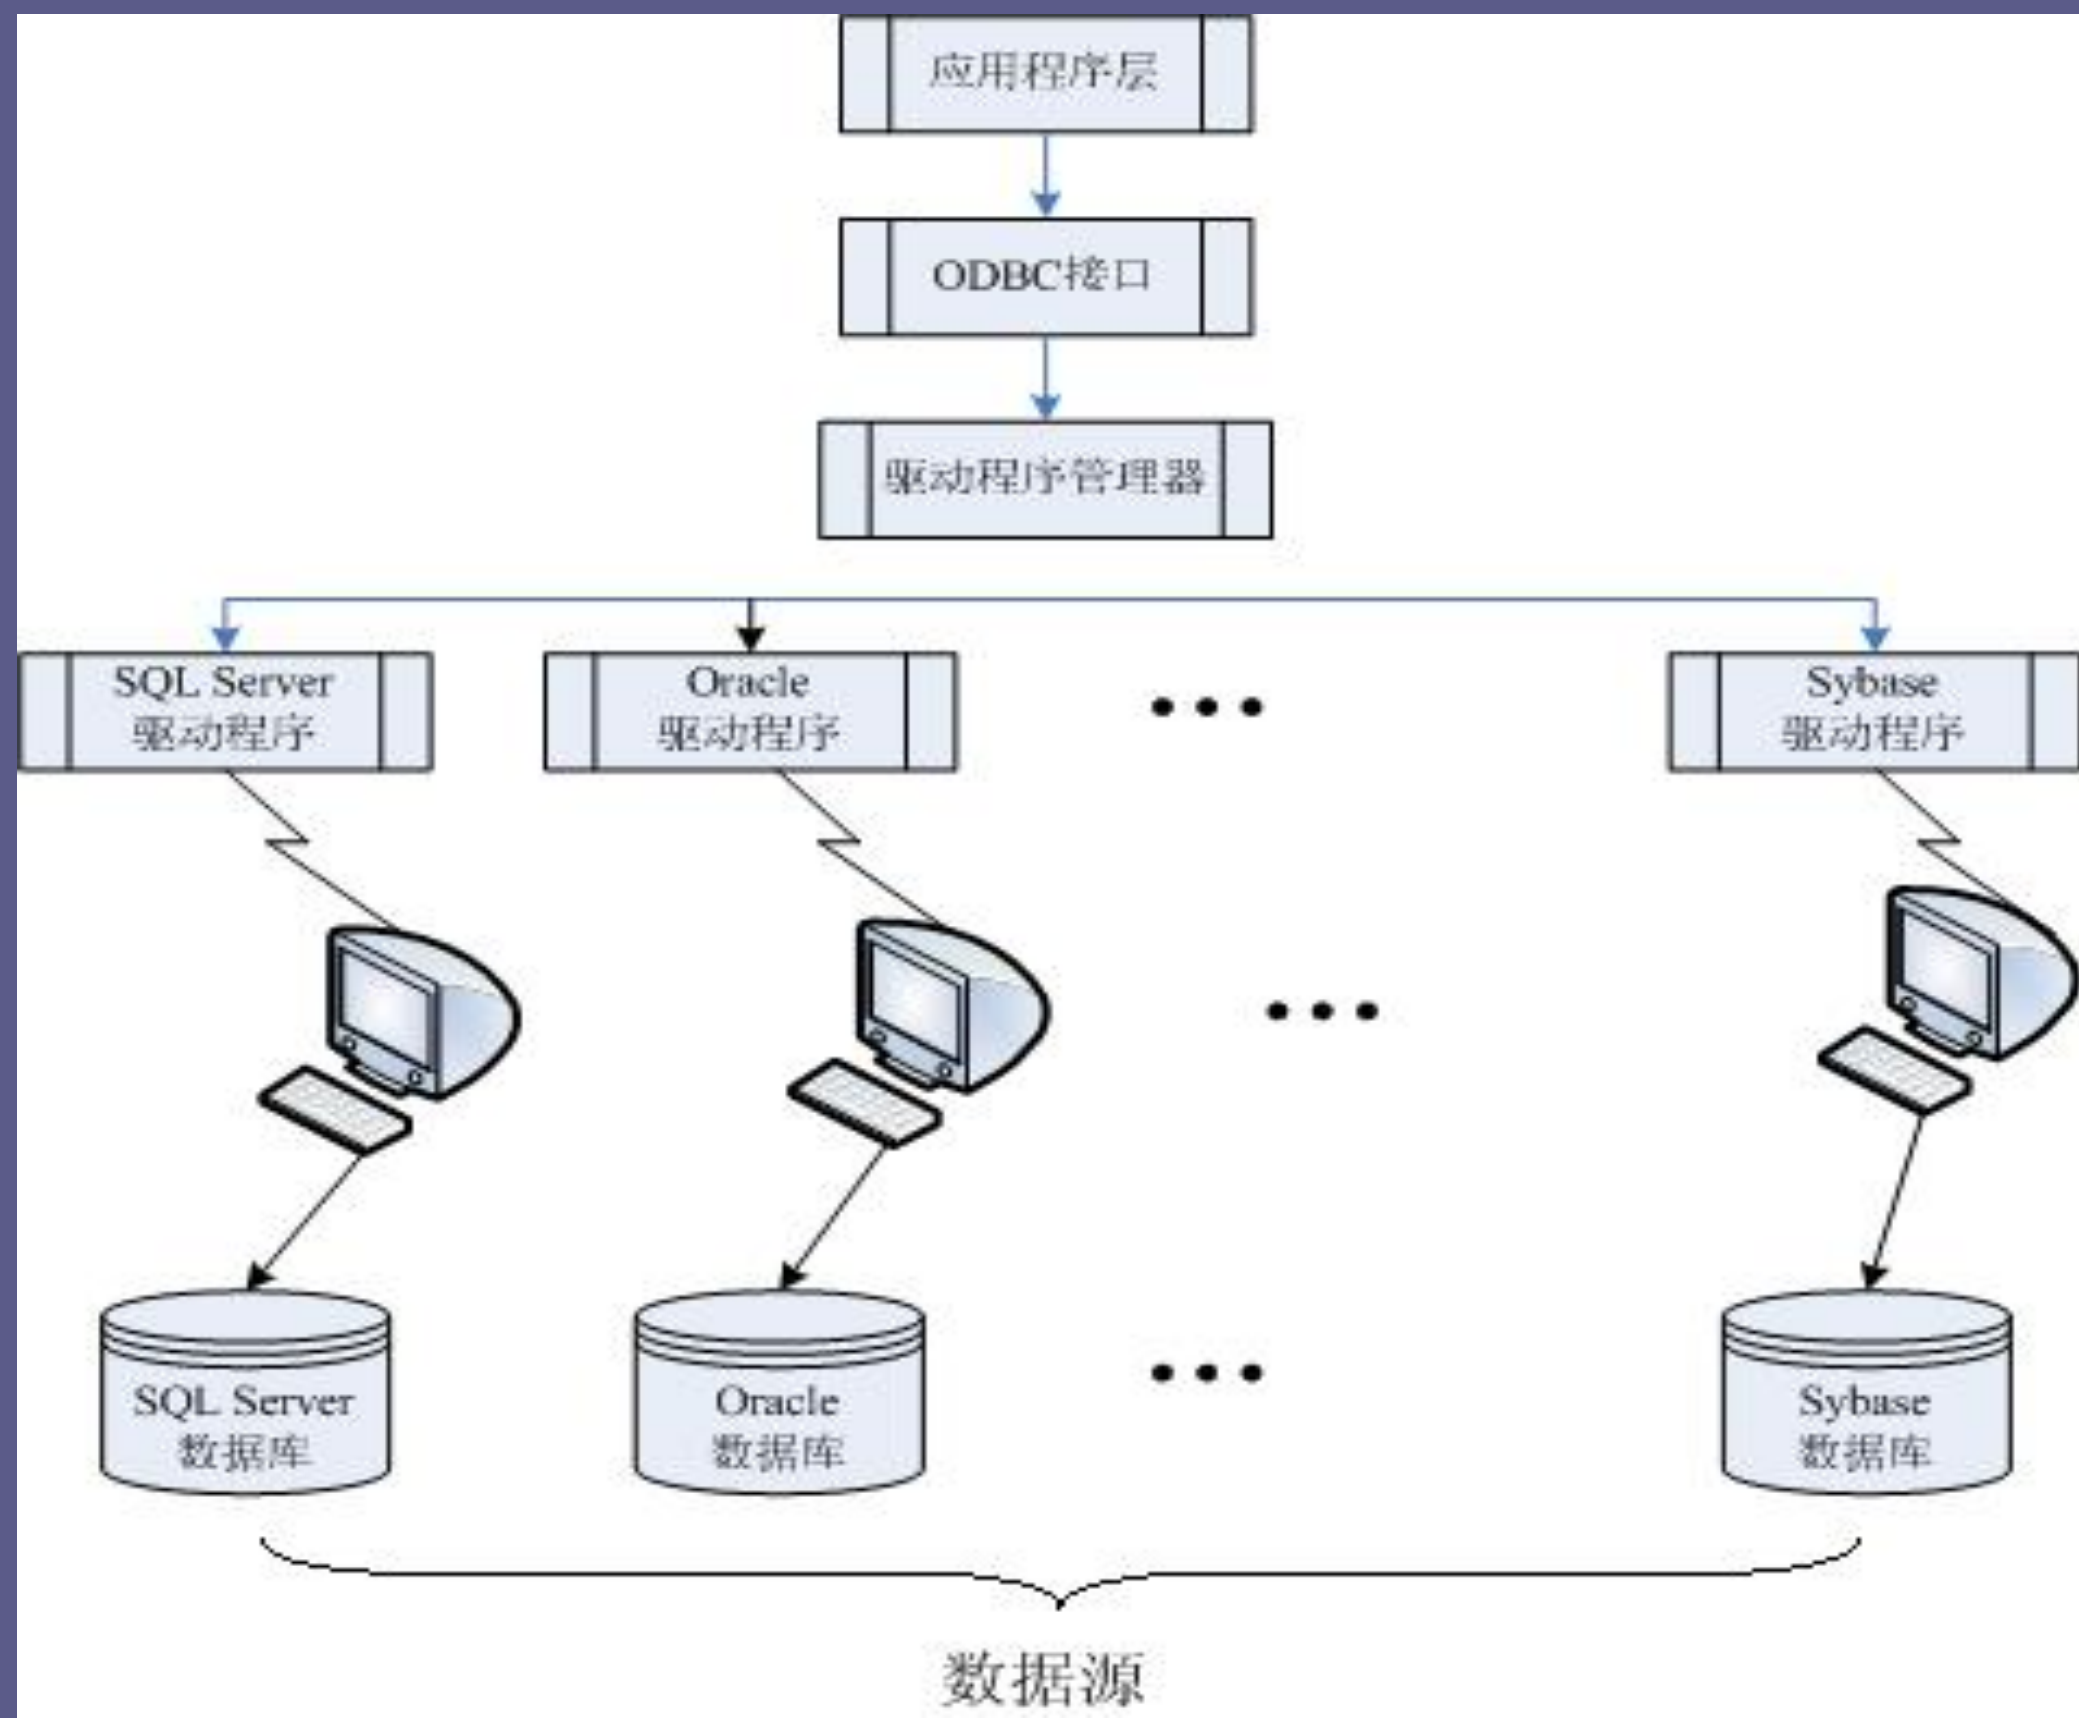 应用程序层
ODBC接口
驱动程序管理器
SQL Server
驱动程序
Oracle
驱动程序
Sybase
驱动程序
SQL Server
数据库
Oracle
数据库
Sybase
数据库
数据源